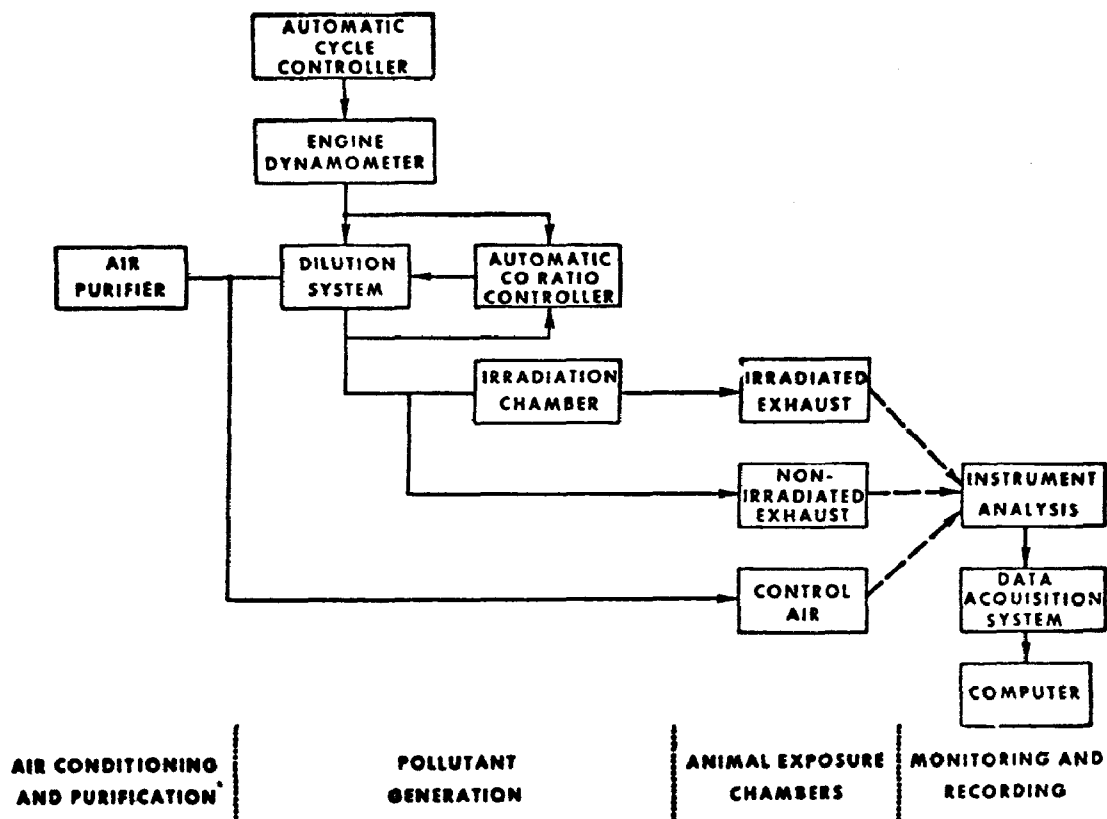 AUTOMATIC
CYCLE
CONTROLLER
ENGINE
DYNAMOMETER
AIR
PURIFIER
DILUTION
SYSTEM
AUTOMATIC
CO RATIO
CONTROLLER
IRRADIATION
CHAMBER
IRRADIATED
EXHAUST
NON-
IRRADIATED
EXHAUST
INSTRUMENT
ANALYSIS
CONTROL
AIR
DATA
ACQUISITION
SYSTEM
COMPUTER
AIR CONDITIONING
AND PURIFICATION
POLLUTANT
GENERATION
ANIMAL EXPOSURE
CHAMBERS
MONITORING AND
RECORDING